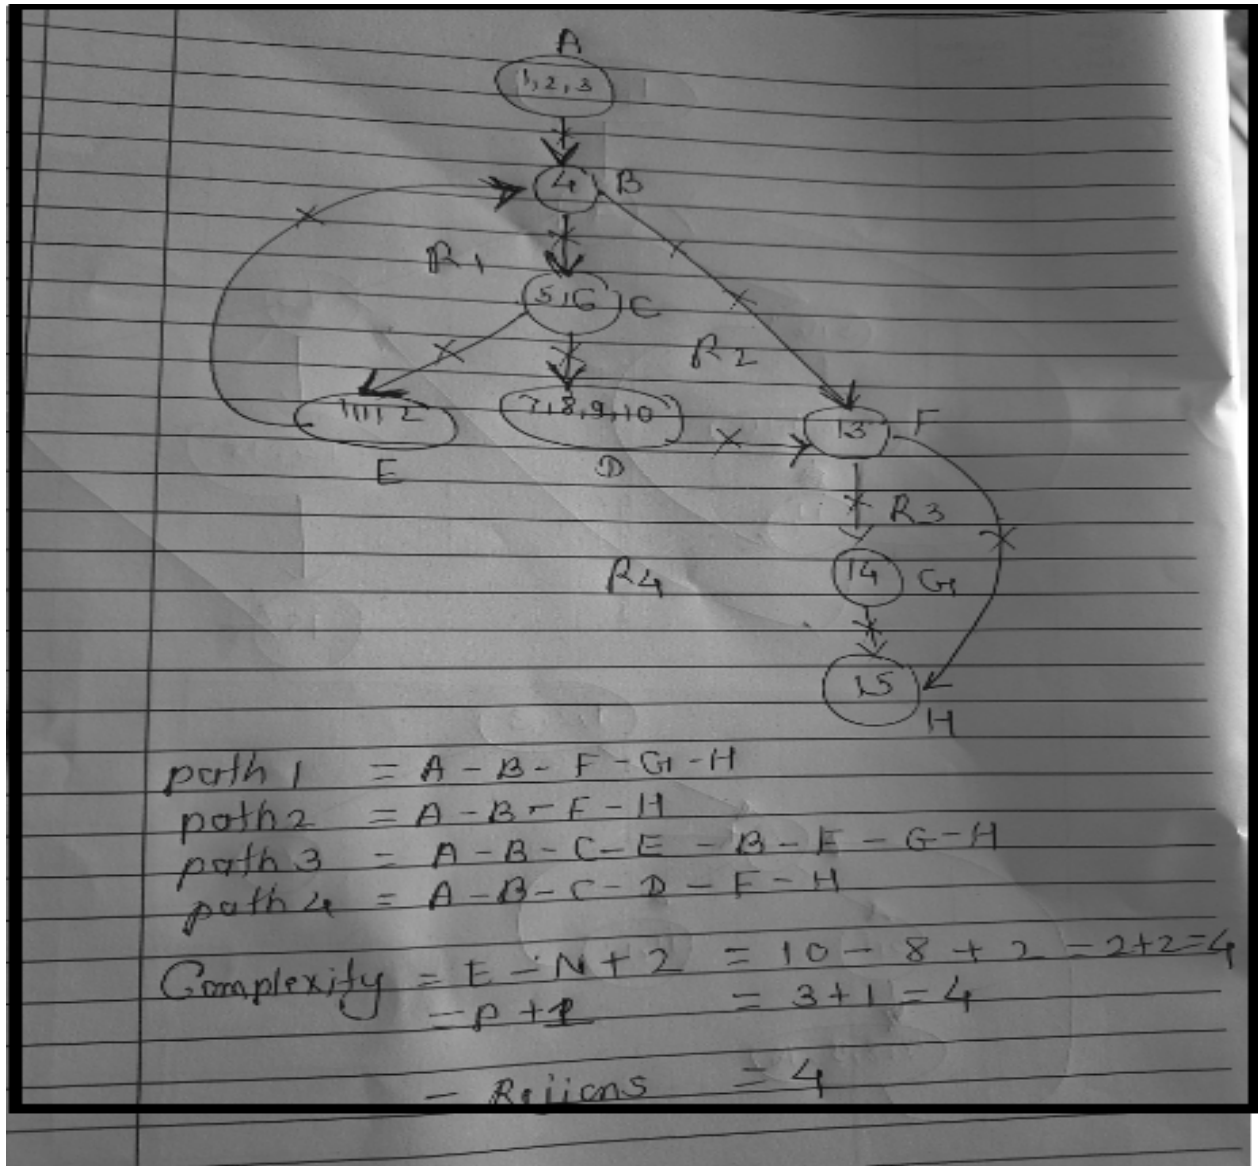 A
1,2,3
4 B
R1
5,6 C
R2
11,12
7,8,9,10
13 F
E
D
R3
R4
14 G
15
H
path 1 = A - B - F - G - H
path 2 = A - B - F - H
path 3 = A - B - C - E - B - F - G - H
path 4 = A - B - C - D - F - H
Complexity = E - N + 2 = 10 - 8 + 2 = 2+2=4
= P + 1 = 3+1 = 4
- Rejions = 4